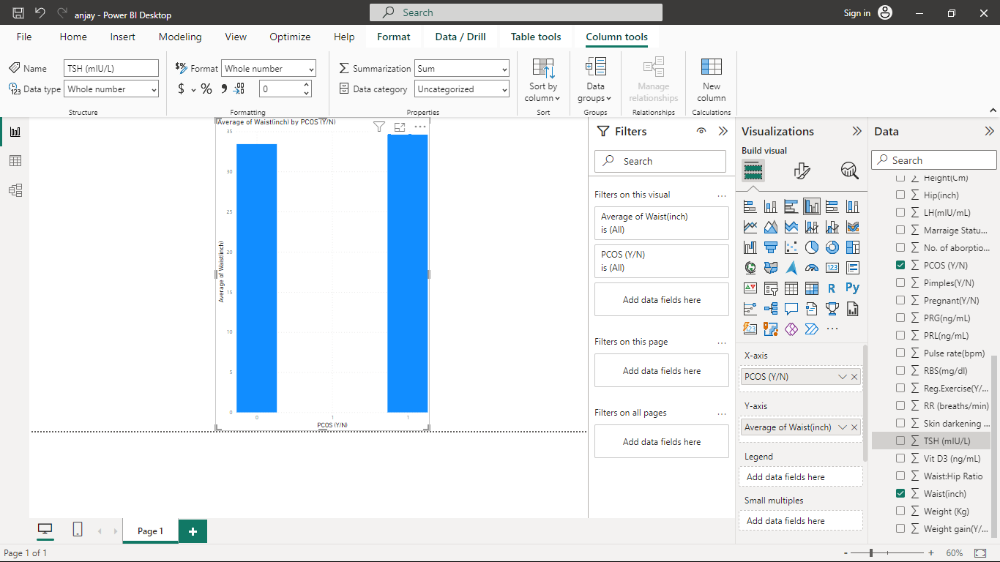 anjay - Power BI Desktop
Search
Sign in
File
Home
Insert
Modeling
View
Optimize
Help
Format
Data / Drill
Table tools
Column tools
Name
TSH (mIU/L)
Data type
Whole number
Structure
Format
Whole number
$
%
0
Formatting
Summarization
Sum
Data category
Uncategorized
Properties
Sort by
column
Sort
Data
groups
Groups
Manage
relationships
Relationships
New
column
Calculations
Average of Waist(inch) by PCOS (Y/N)
35
30
25
20
15
10
5
0
Average of Waist(inch)
0
1
1
PCOS (Y/N)
Filters
Search
Filters on this visual
Average of Waist(inch)
is (All)
PCOS (Y/N)
is (All)
Add data fields here
Filters on this page
Add data fields here
Filters on all pages
Add data fields here
Visualizations
Build visual
123
R
Py
123
X-axis
PCOS (Y/N)
Y-axis
Average of Waist(inch)
Legend
Add data fields here
Small multiples
Add data fields here
Data
Search
Height(Cm)
Hip(inch)
LH(mIU/mL)
Marraige Statu...
No. of aborptio...
PCOS (Y/N)
Pimples(Y/N)
Pregnant(Y/N)
PRG(ng/mL)
PRL(ng/mL)
Pulse rate(bpm)
RBS(mg/dl)
Reg.Exercise(Y/...
RR (breaths/min)
Skin darkening ...
TSH (mIU/L)
Vit D3 (ng/mL)
Waist:Hip Ratio
Waist(inch)
Weight (Kg)
Weight gain(Y/...
Page 1
Page 1 of 1
60%